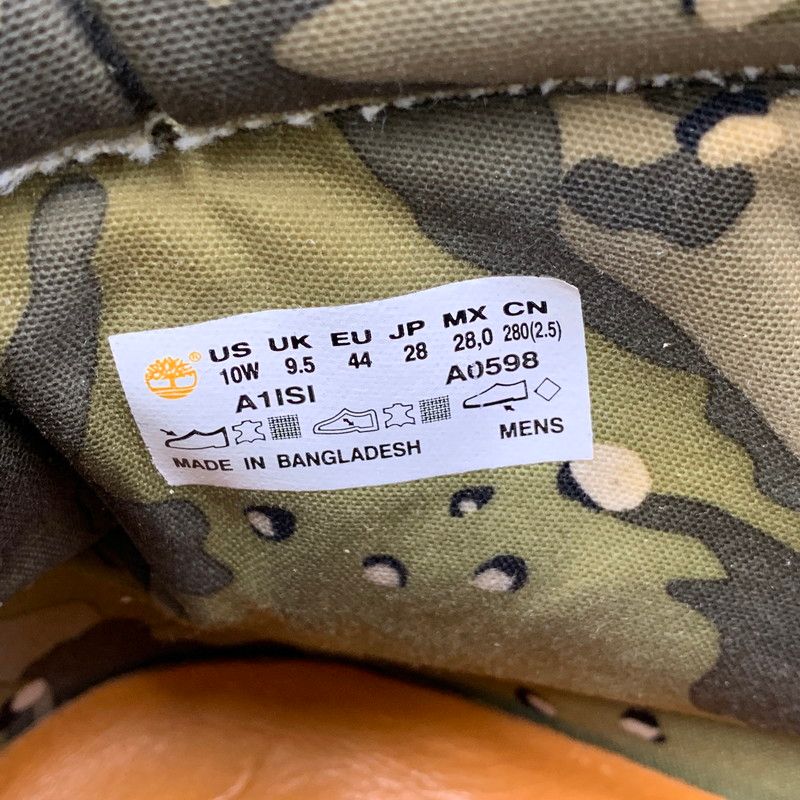 US UK EU JP MX CN
10W 9.5 44 28 28,0 280(2.5)
A1ISI A0598
MADE IN BANGLADESH MENS
®